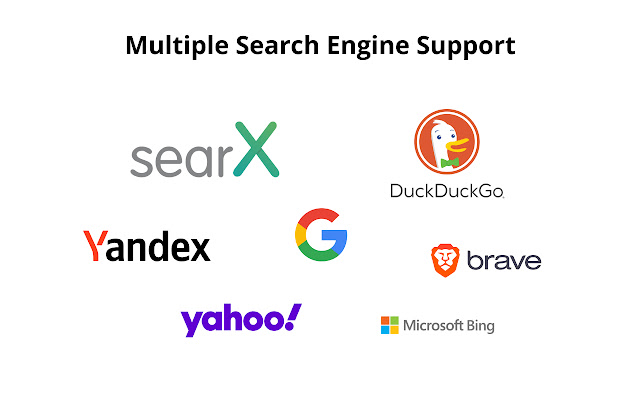 Multiple Search Engine Support
searX
DuckDuckGo
Yandex
G
brave
yahoo!
Microsoft Bing